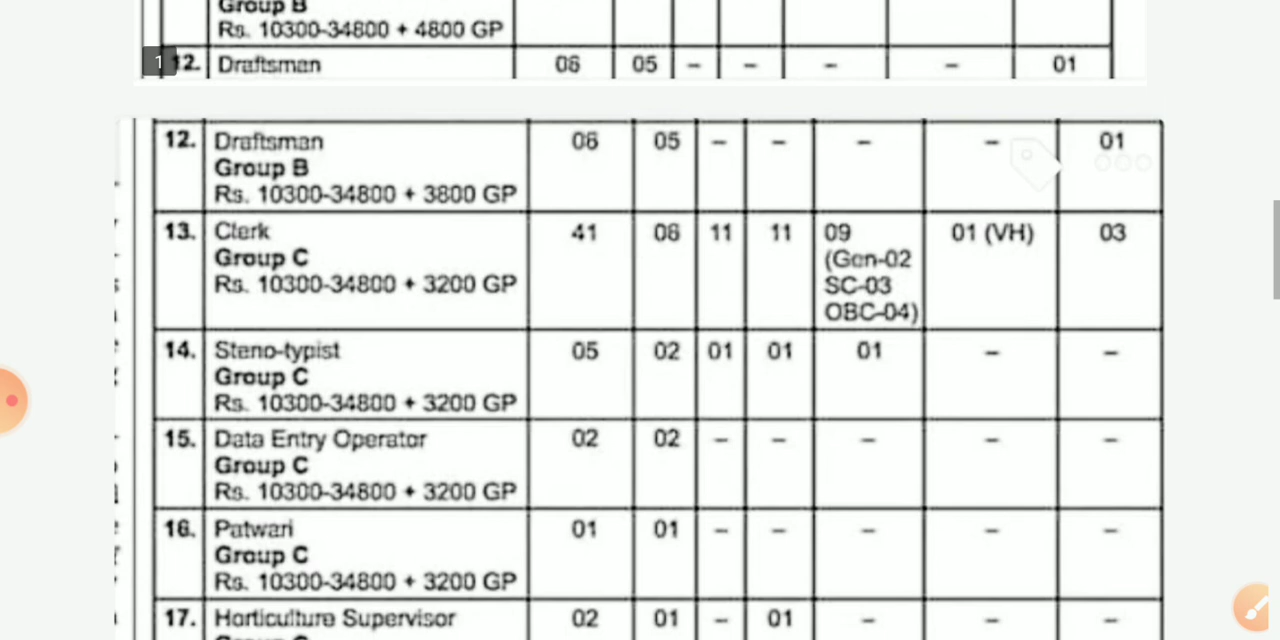 Group B
Rs. 10300-34800 + 4800 GP
1 12. Draftsman 06 05 – – – – 01
12. Draftsman 06 05 – – – – 01
Group B
Rs. 10300-34800 + 3800 GP
13. Clerk 41 06 11 11 09 01 (VH) 03
Group C (Gen-02
Rs. 10300-34800 + 3200 GP SC-03
OBC-04)
14. Steno-typist 05 02 01 01 01 – –
Group C
Rs. 10300-34800 + 3200 GP
15. Data Entry Operator 02 02 – – – – –
Group C
Rs. 10300-34800 + 3200 GP
16. Patwari 01 01 – – – – –
Group C
Rs. 10300-34800 + 3200 GP
17. Horticulture Supervisor 02 01 – 01 – – –
Group C